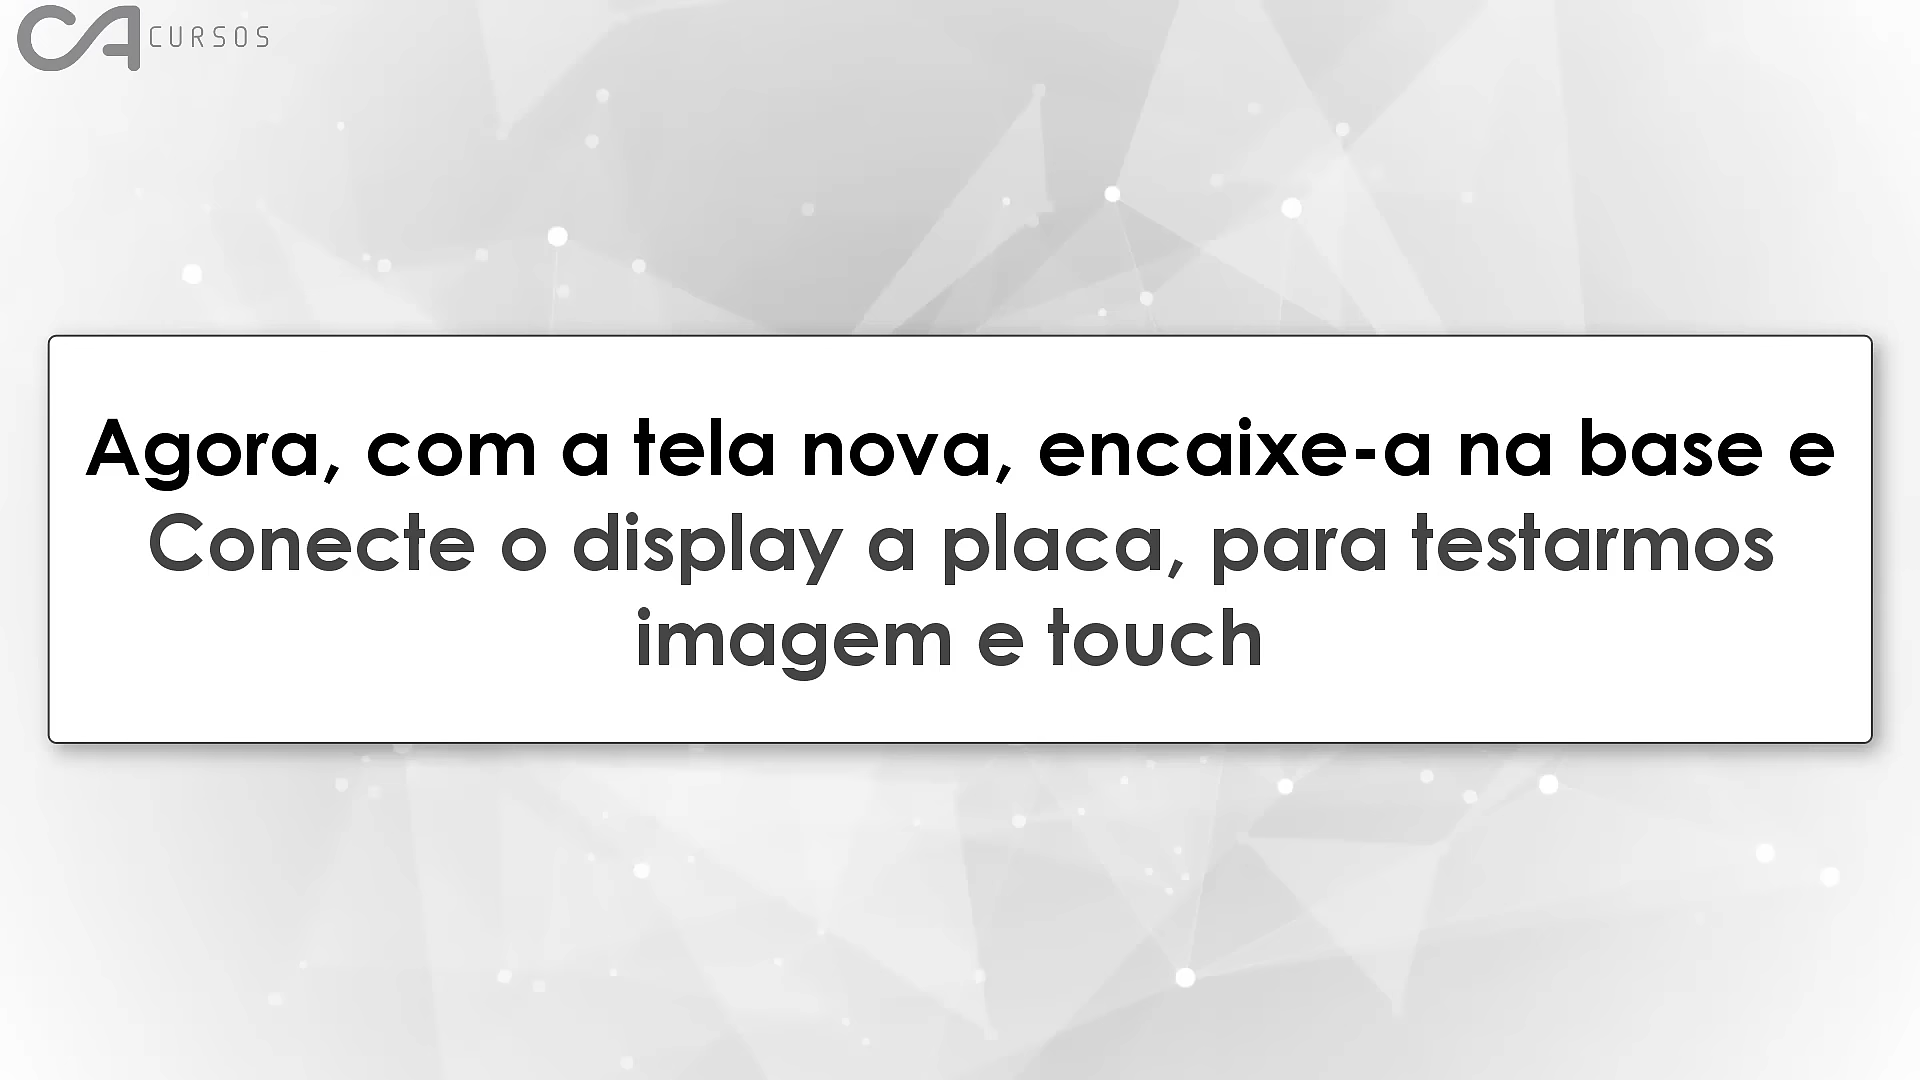 CA CURSOS
Agora, com a tela nova, encaixe-a na base e
Conecte o display a placa, para testarmos
imagem e touch